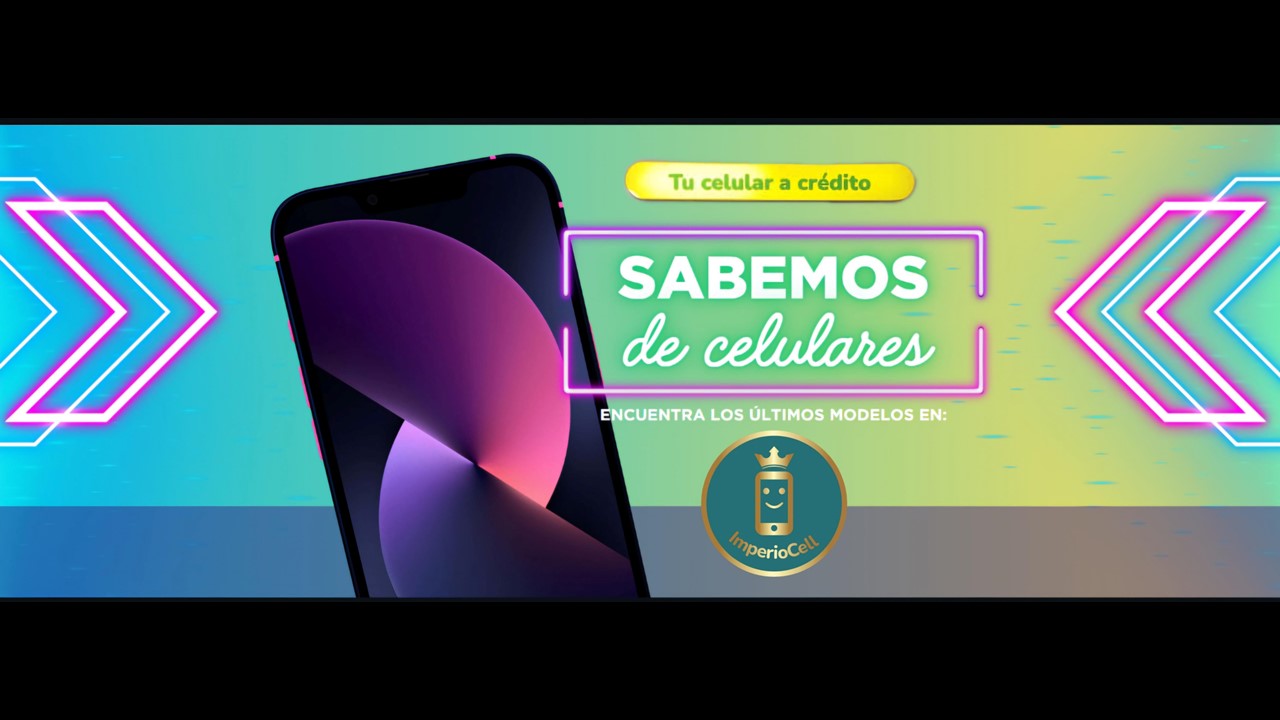 Tu celular a crédito
SABEMOS
de celulares
ENCUENTRA LOS ÚLTIMOS MODELOS EN:
ImperioCell